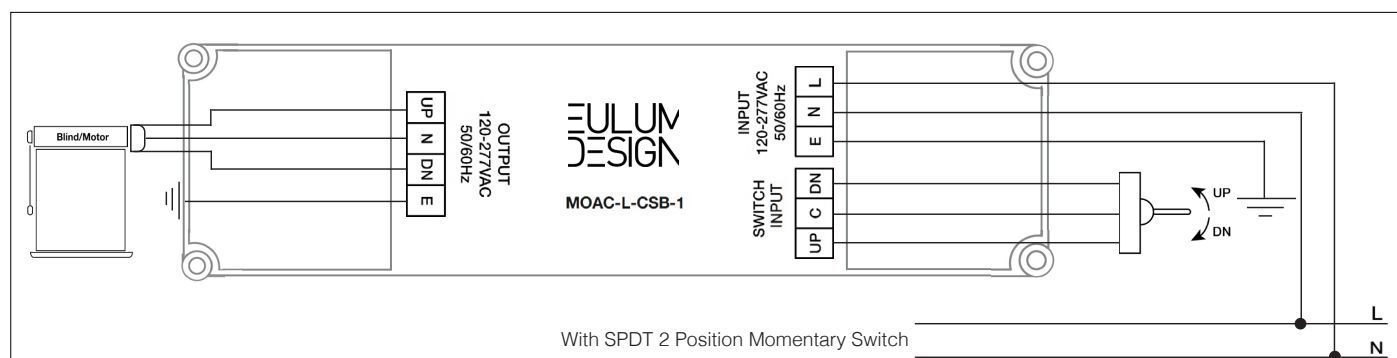 Blind/Motor
UP
N
DN
E
OUTPUT
120-277VAC
50/60Hz
EULUM
DESIGN
MOAC-L-CSB-1
INPUT
120-277VAC
50/60Hz
L
N
E
SWITCH
INPUT
DN
C
UP
UP
DN
With SPDT 2 Position Momentary Switch
L
N